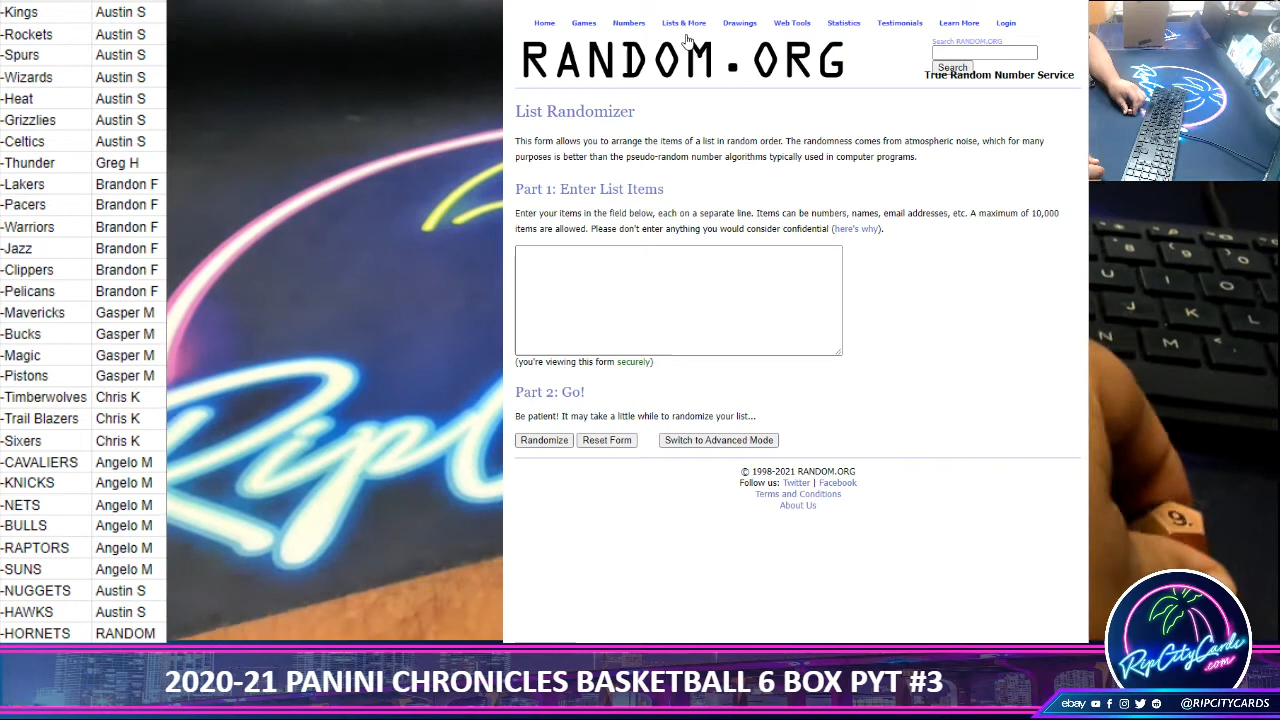 -Kings Austin S
-Rockets Austin S
-Spurs Austin S
-Wizards Austin S
-Heat Austin S
-Grizzlies Austin S
-Celtics Austin S
-Thunder Greg H
-Lakers Brandon F
-Pacers Brandon F
-Warriors Brandon F
-Jazz Brandon F
-Clippers Brandon F
-Pelicans Brandon F
-Mavericks Gasper M
-Bucks Gasper M
-Magic Gasper M
-Pistons Gasper M
-Timberwolves Chris K
-Trail Blazers Chris K
-Sixers Chris K
-CAVALIERS Angelo M
-KNICKS Angelo M
-NETS Angelo M
-BULLS Angelo M
-RAPTORS Angelo M
-SUNS Angelo M
-NUGGETS Austin S
-HAWKS Austin S
-HORNETS RANDOM
Home Games Numbers Lists & More Drawings Web Tools Statistics Testimonials Learn More Login
RANDOM.ORG
Search RANDOM.ORG
Search
True Random Number Service
List Randomizer
This form allows you to arrange the items of a list in random order. The randomness comes from atmospheric noise, which for many
purposes is better than the pseudo-random number algorithms typically used in computer programs.
Part 1: Enter List Items
Enter your items in the field below, each on a separate line. Items can be numbers, names, email addresses, etc. A maximum of 10,000
items are allowed. Please don't enter anything you would consider confidential (here's why).
(you're viewing this form securely)
Part 2: Go!
Be patient! It may take a little while to randomize your list...
Randomize Reset Form Switch to Advanced Mode
© 1998-2021 RANDOM.ORG
Follow us: Twitter | Facebook
Terms and Conditions
About Us
U I O
J K L
N M
9.
RipCityCards
.com
2020-21 PANINI CHRONICLES BASKETBALL 6 BOX PYT #3
ebay @RIPCITYCARDS